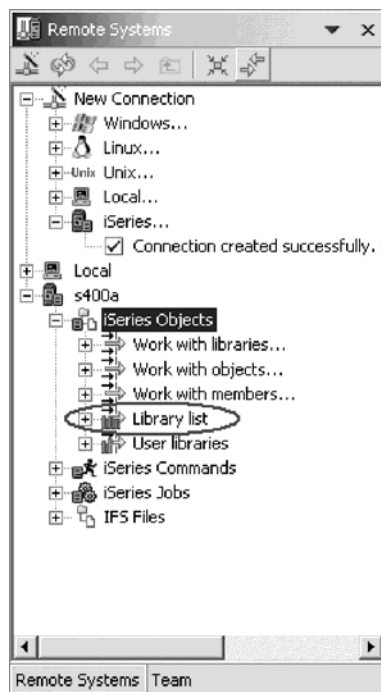 Remote Systems
New Connection
Windows...
Linux...
Unix Unix...
Local...
iSeries...
Connection created successfully.
Local
s400a
iSeries Objects
Work with libraries...
Work with objects...
Work with members...
Library list
User libraries
iSeries Commands
iSeries Jobs
IFS Files
Remote Systems Team